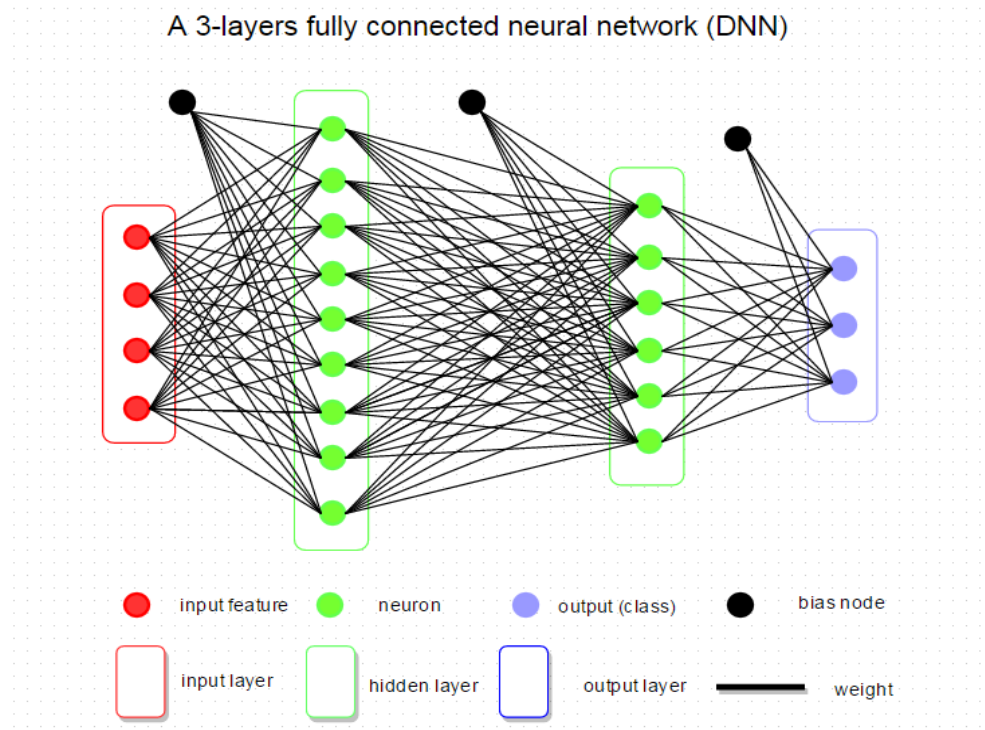 A 3-layers fully connected neural network (DNN)
input feature
neuron
output (class)
bias node
input layer
hidden layer
output layer
weight